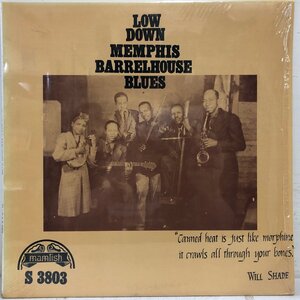 LOW
DOWN
MEMPHIS
BARRELHOUSE
BLUES
"Canned heat is just like morphine
it crawls all through your bones."
WILL SHADE
mamlish
S 3803